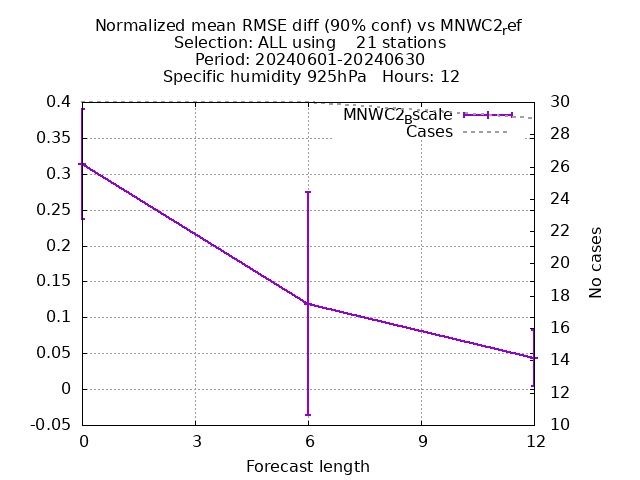 Normalized mean RMSE diff (90% conf) vs MNWC2ref
Selection: ALL using    21 stations
Period: 20240601-20240630
Specific humidity 925hPa   Hours: 12
MNWC2Bscale
Cases
0.4
0.35
0.3
0.25
0.2
0.15
0.1
0.05
0
-0.05
30
28
26
24
22
20
18
16
14
12
10
No cases
0 3 6 9 12
Forecast length